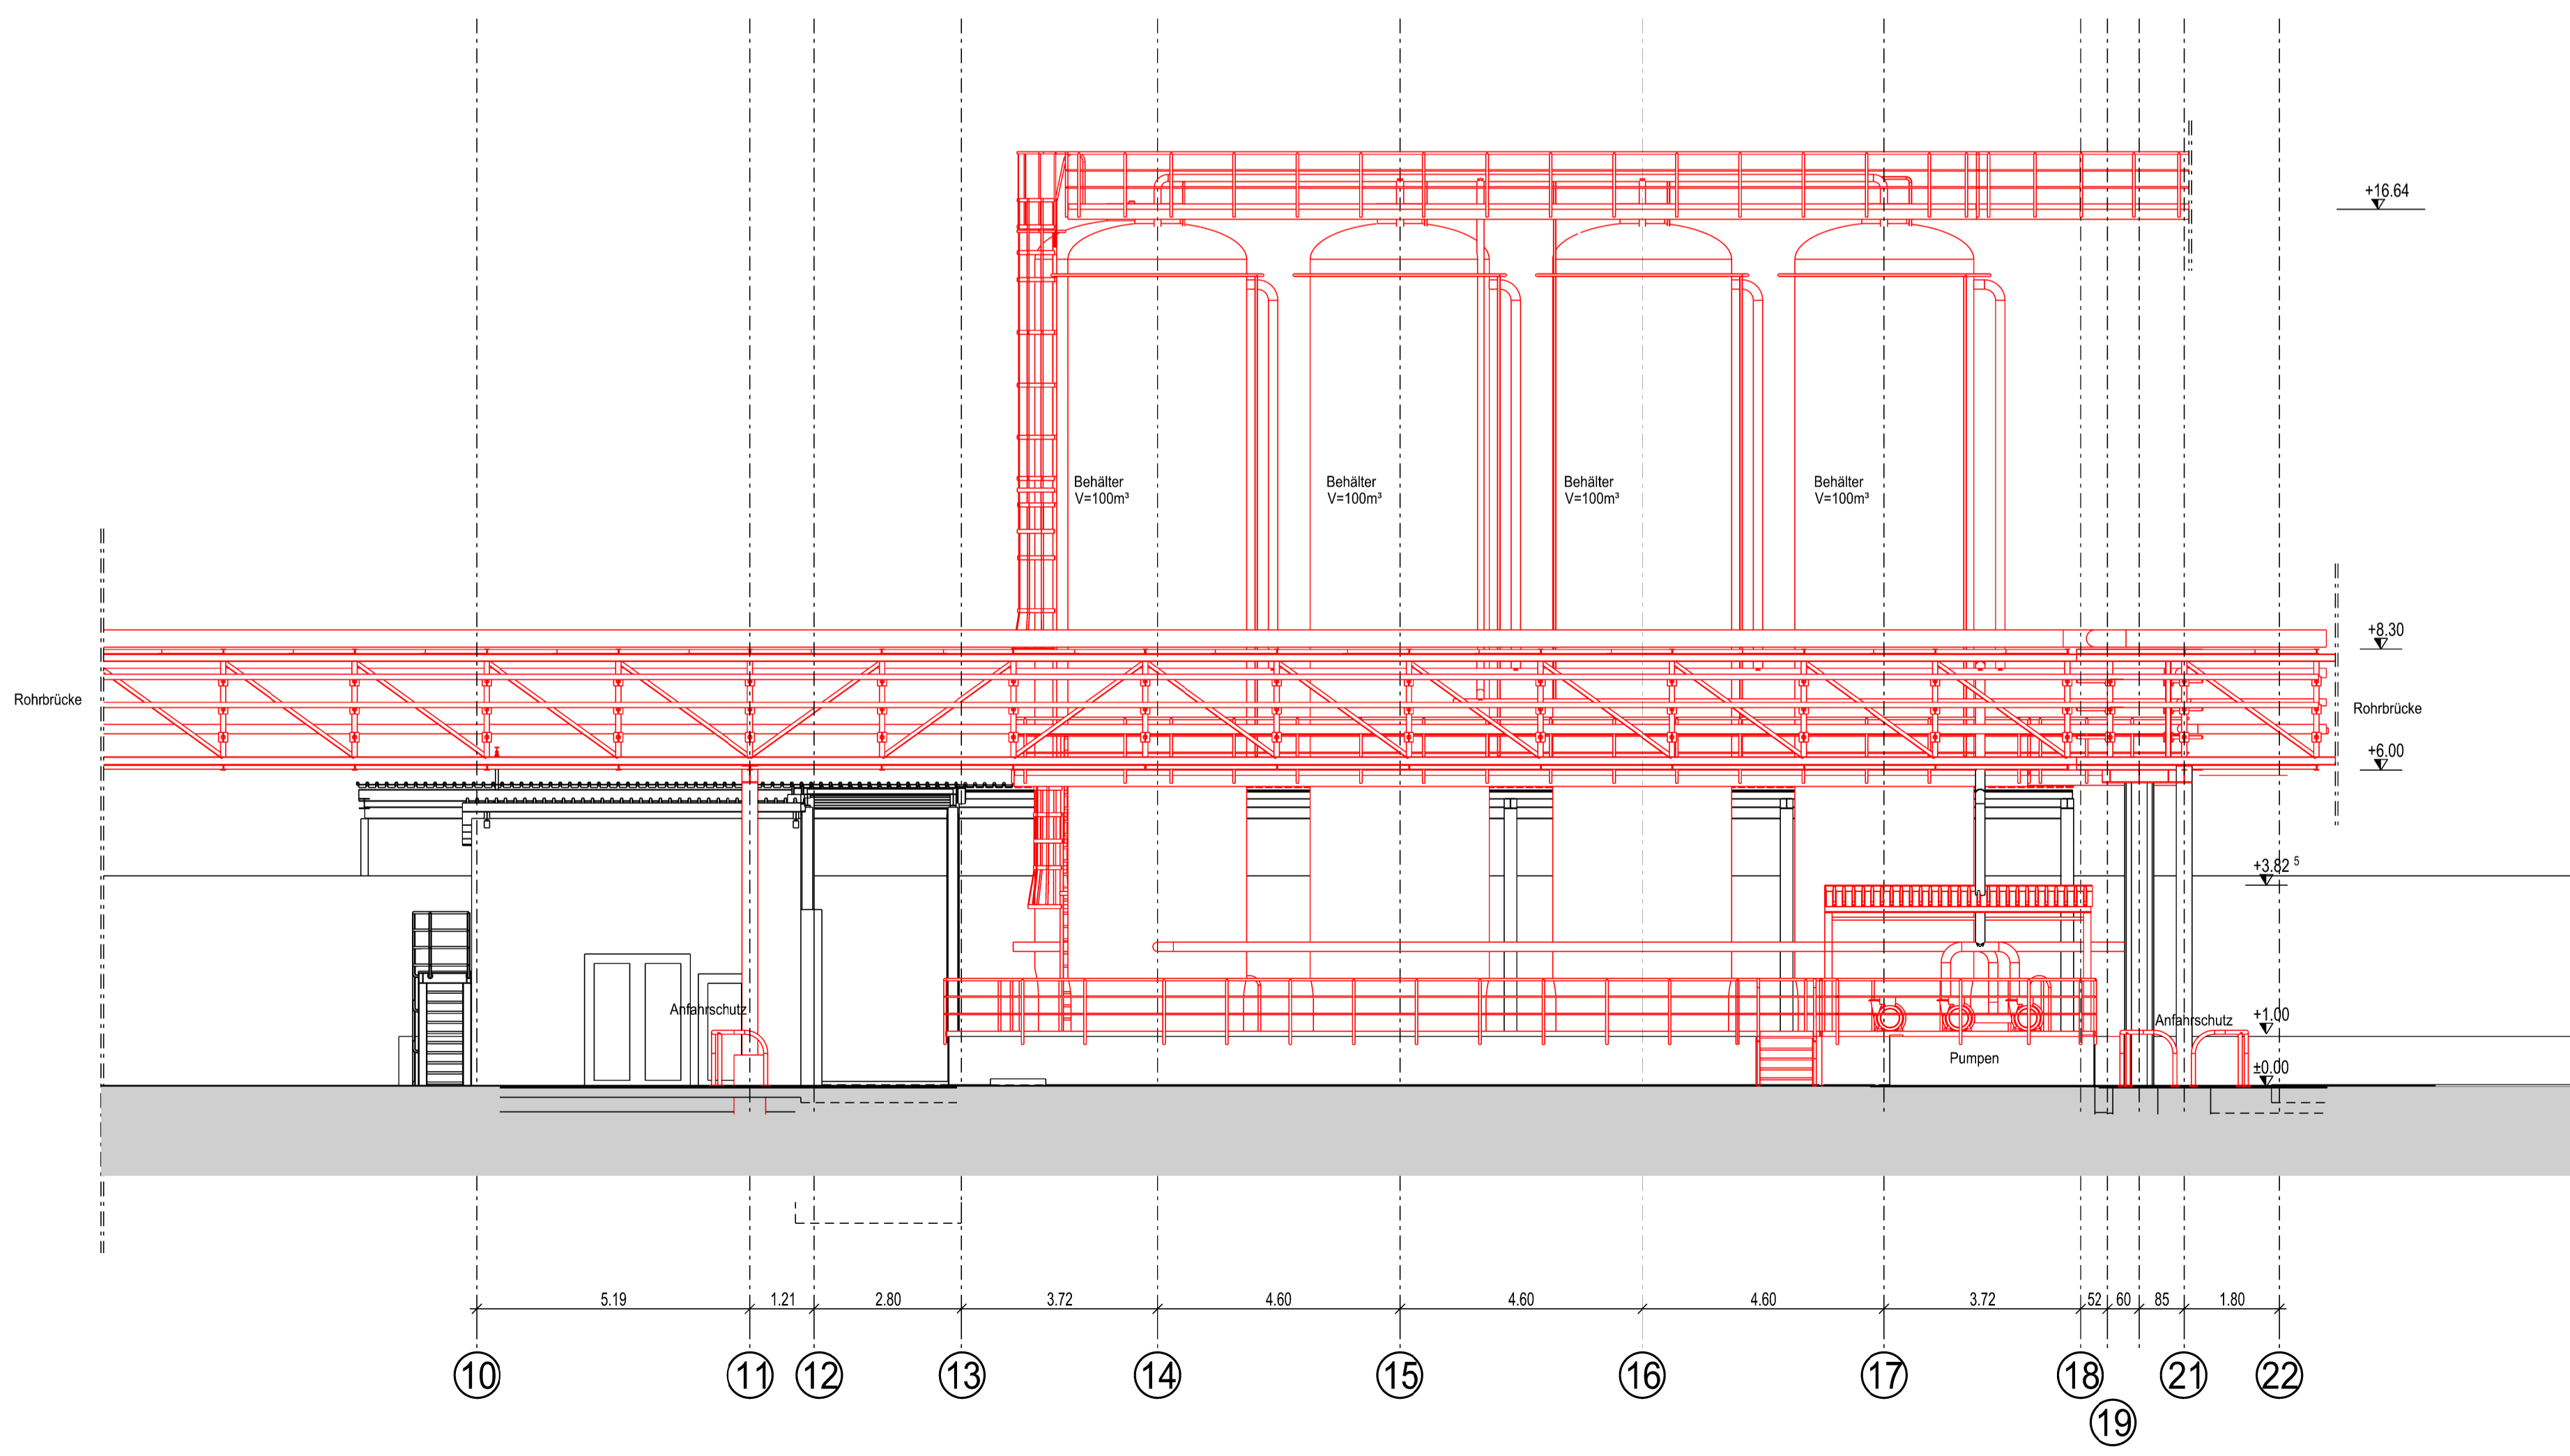 +16.64
Behälter
V=100m³
Behälter
V=100m³
Behälter
V=100m³
Behälter
V=100m³
+8.30
Rohrbrücke
Rohrbrücke
+6.00
+3.82 5
Anfahrschutz
Anfahrschutz
+1.00
Pumpen
±0.00
5.19 1.21 2.80 3.72 4.60 4.60 4.60 3.72 52 60 85 1.80
10 11 12 13 14 15 16 17 18 21 22
19